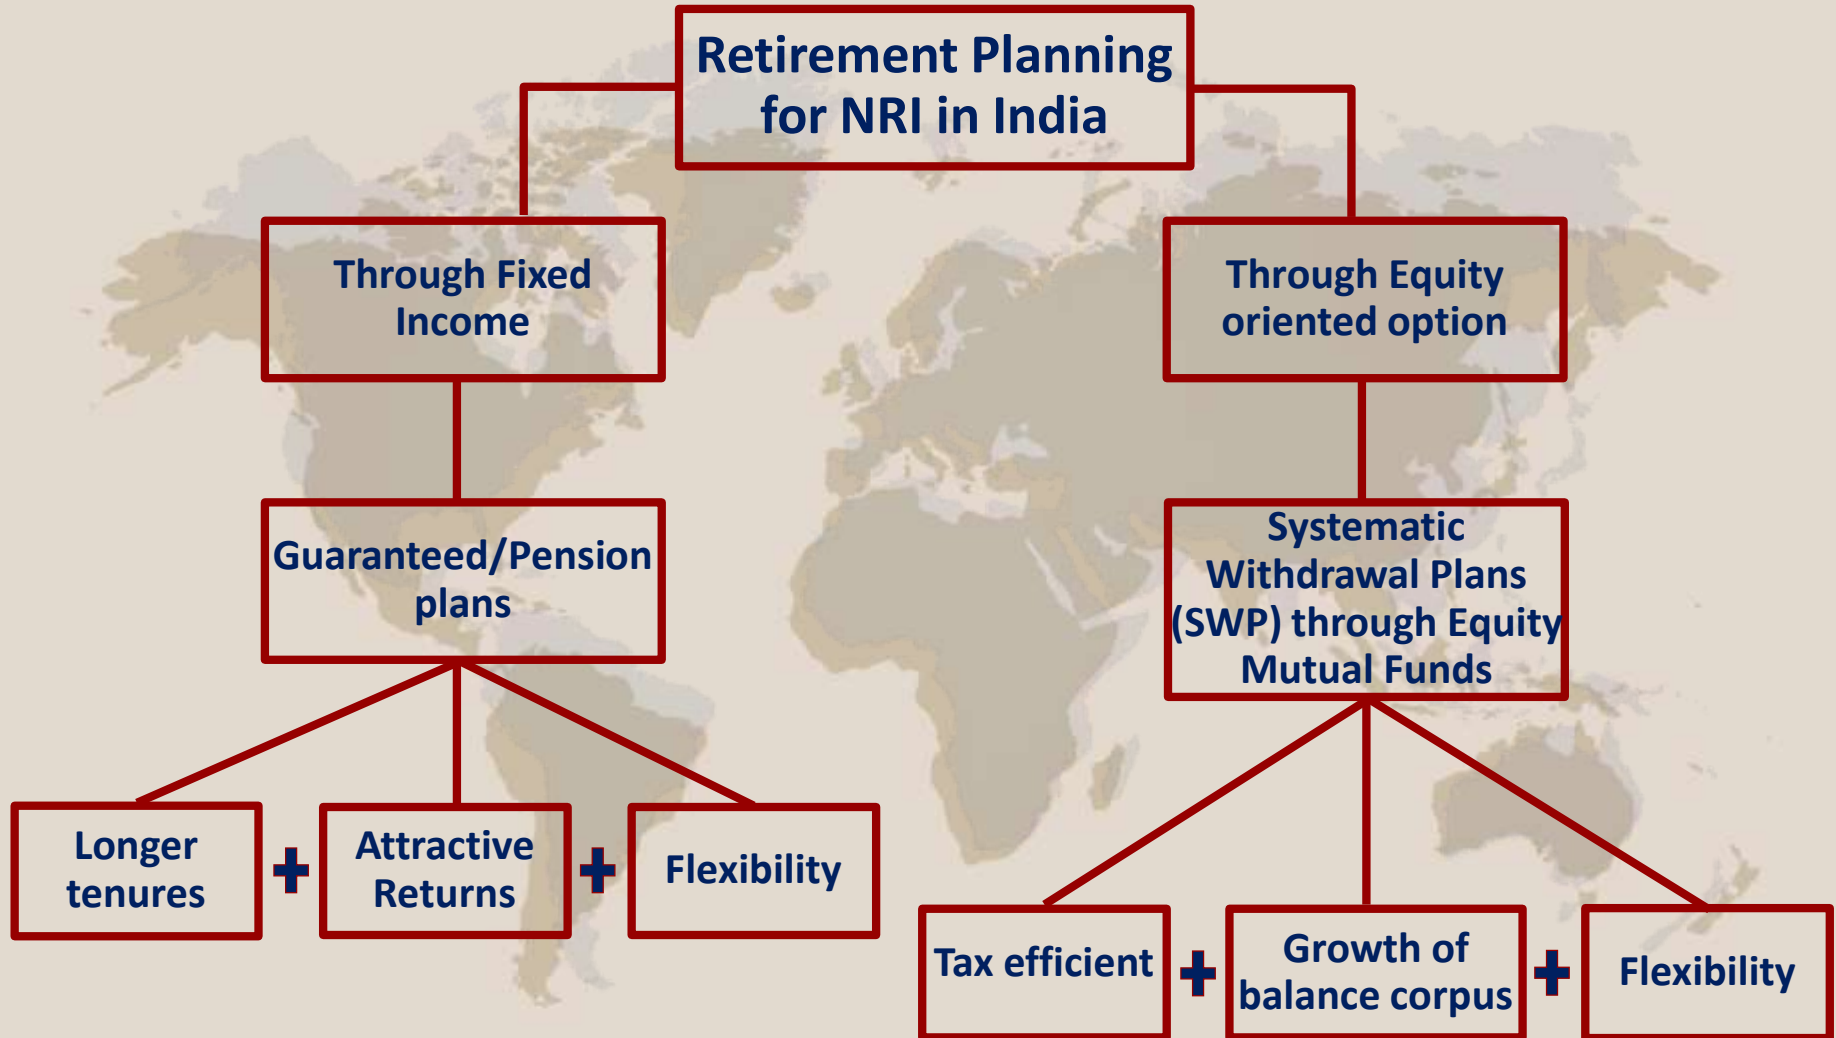 Retirement Planning
for NRI in India
Through Fixed
Income
Through Equity
oriented option
Guaranteed/Pension
plans
Systematic
Withdrawal Plans
(SWP) through Equity
Mutual Funds
Longer
tenures
Attractive
Returns
Flexibility
Tax efficient
Growth of
balance corpus
Flexibility